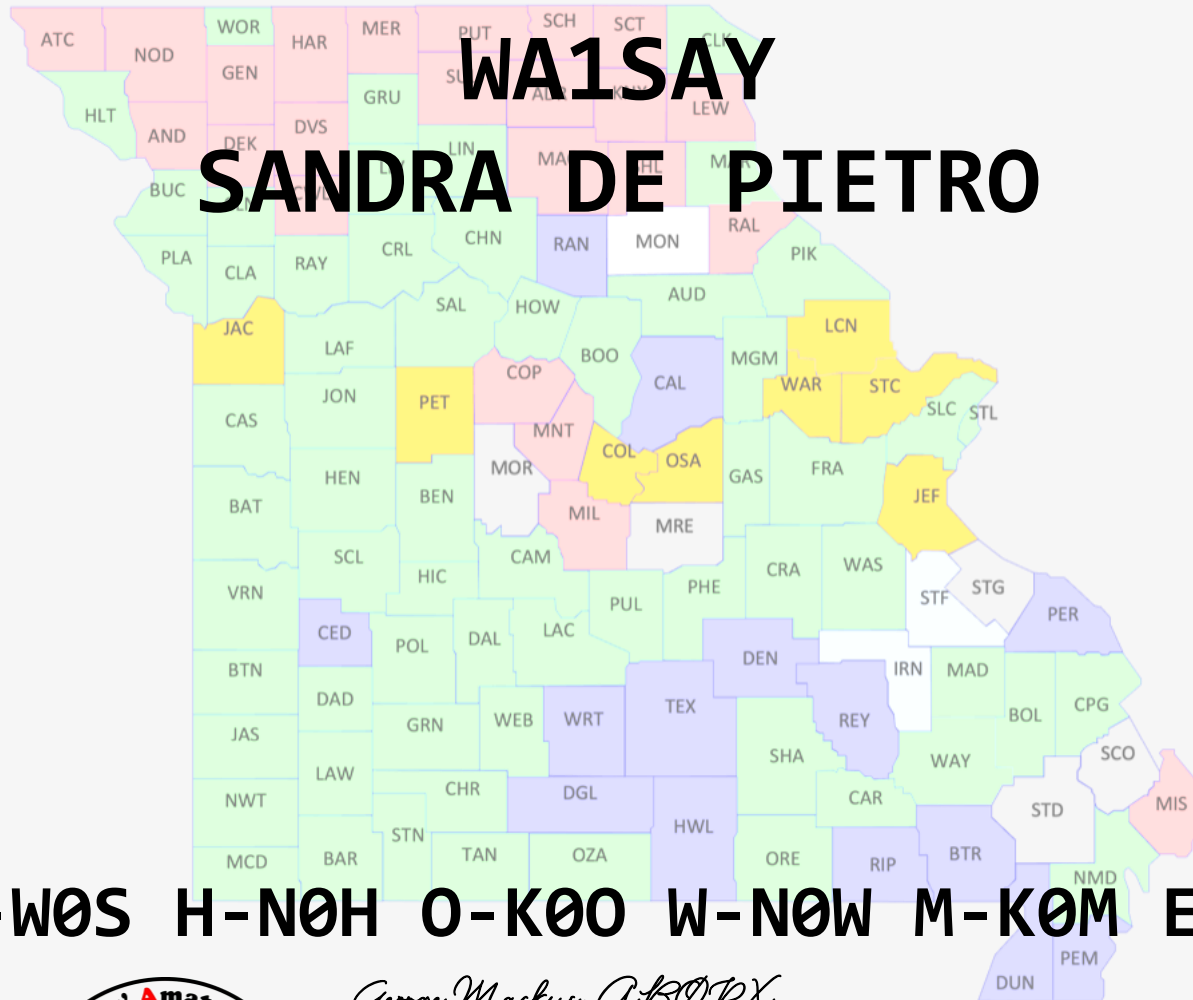 WOR
SCH
SCT
ATC
NOD
HAR
MER
PUT
CLK
WA1SAY
GEN
GRU
KNX
LEW
HLT
AND
DVS
DEK
LIN
MAC
SHL
MAR
SANDRA DE PIETRO
BUC
RAL
PLA
CLA
RAY
CRL
CHN
RAN
MON
PIK
SAL
HOW
AUD
JAC
LAF
BOO
LCN
MGM
COP
CAL
WAR
STC
JON
PET
SLC
STL
CAS
MNT
COL
OSA
MOR
FRA
GAS
HEN
BEN
JEF
BAT
MIL
MRE
SCL
CAM
HIC
PHE
CRA
WAS
STG
VRN
PUL
STF
PER
CED
POL
DAL
LAC
DEN
IRN
MAD
BTN
DAD
TEX
CPG
GRN
WEB
WRT
REY
BOL
JAS
SHA
WAY
SCO
LAW
CHR
DGL
CAR
NWT
STD
MIS
STN
HWL
TAN
OZA
ORE
RIP
BTR
MCD
BAR
NMD
-W0S H-N0H O-K0O W-N0W M-K0M E
PEM
DUN